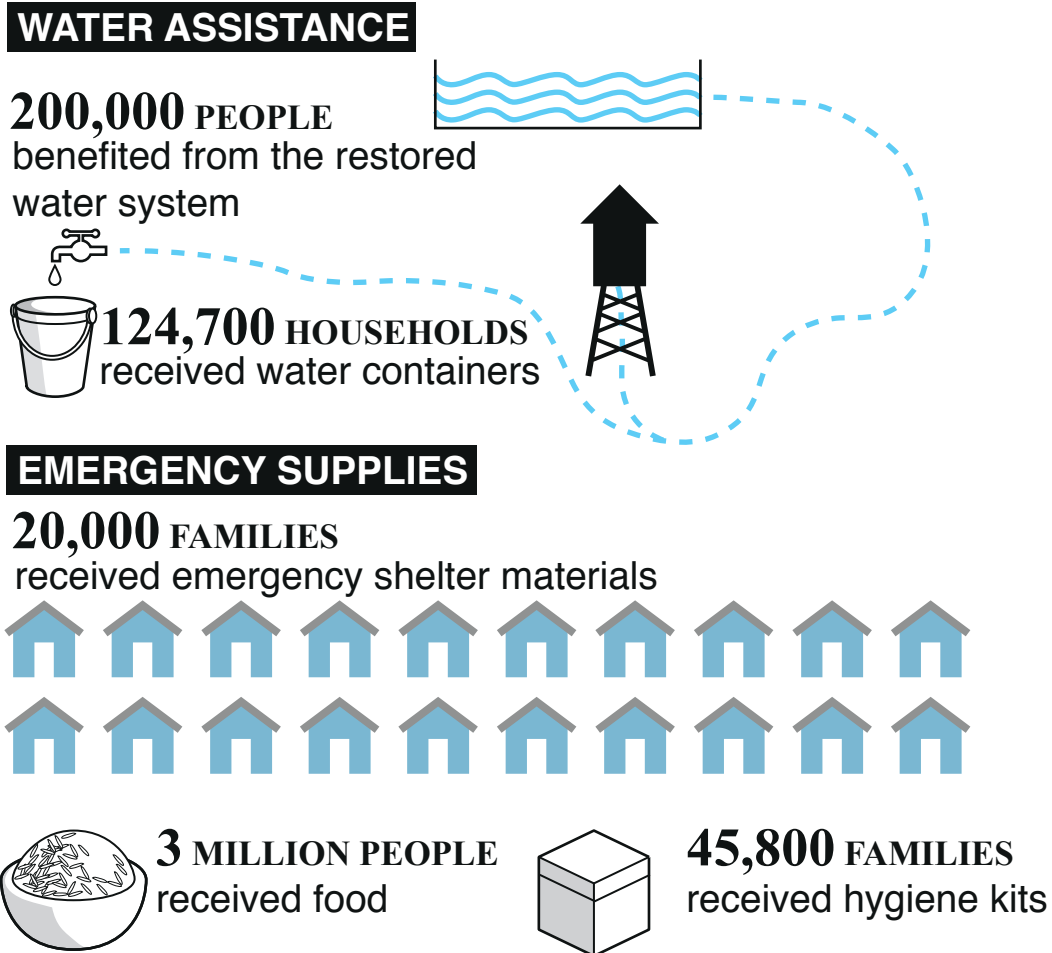 WATER ASSISTANCE
200,000 PEOPLE
benefited from the restored
water system
124,700 HOUSEHOLDS
received water containers
EMERGENCY SUPPLIES
20,000 FAMILIES
received emergency shelter materials
3 MILLION PEOPLE
received food
45,800 FAMILIES
received hygiene kits